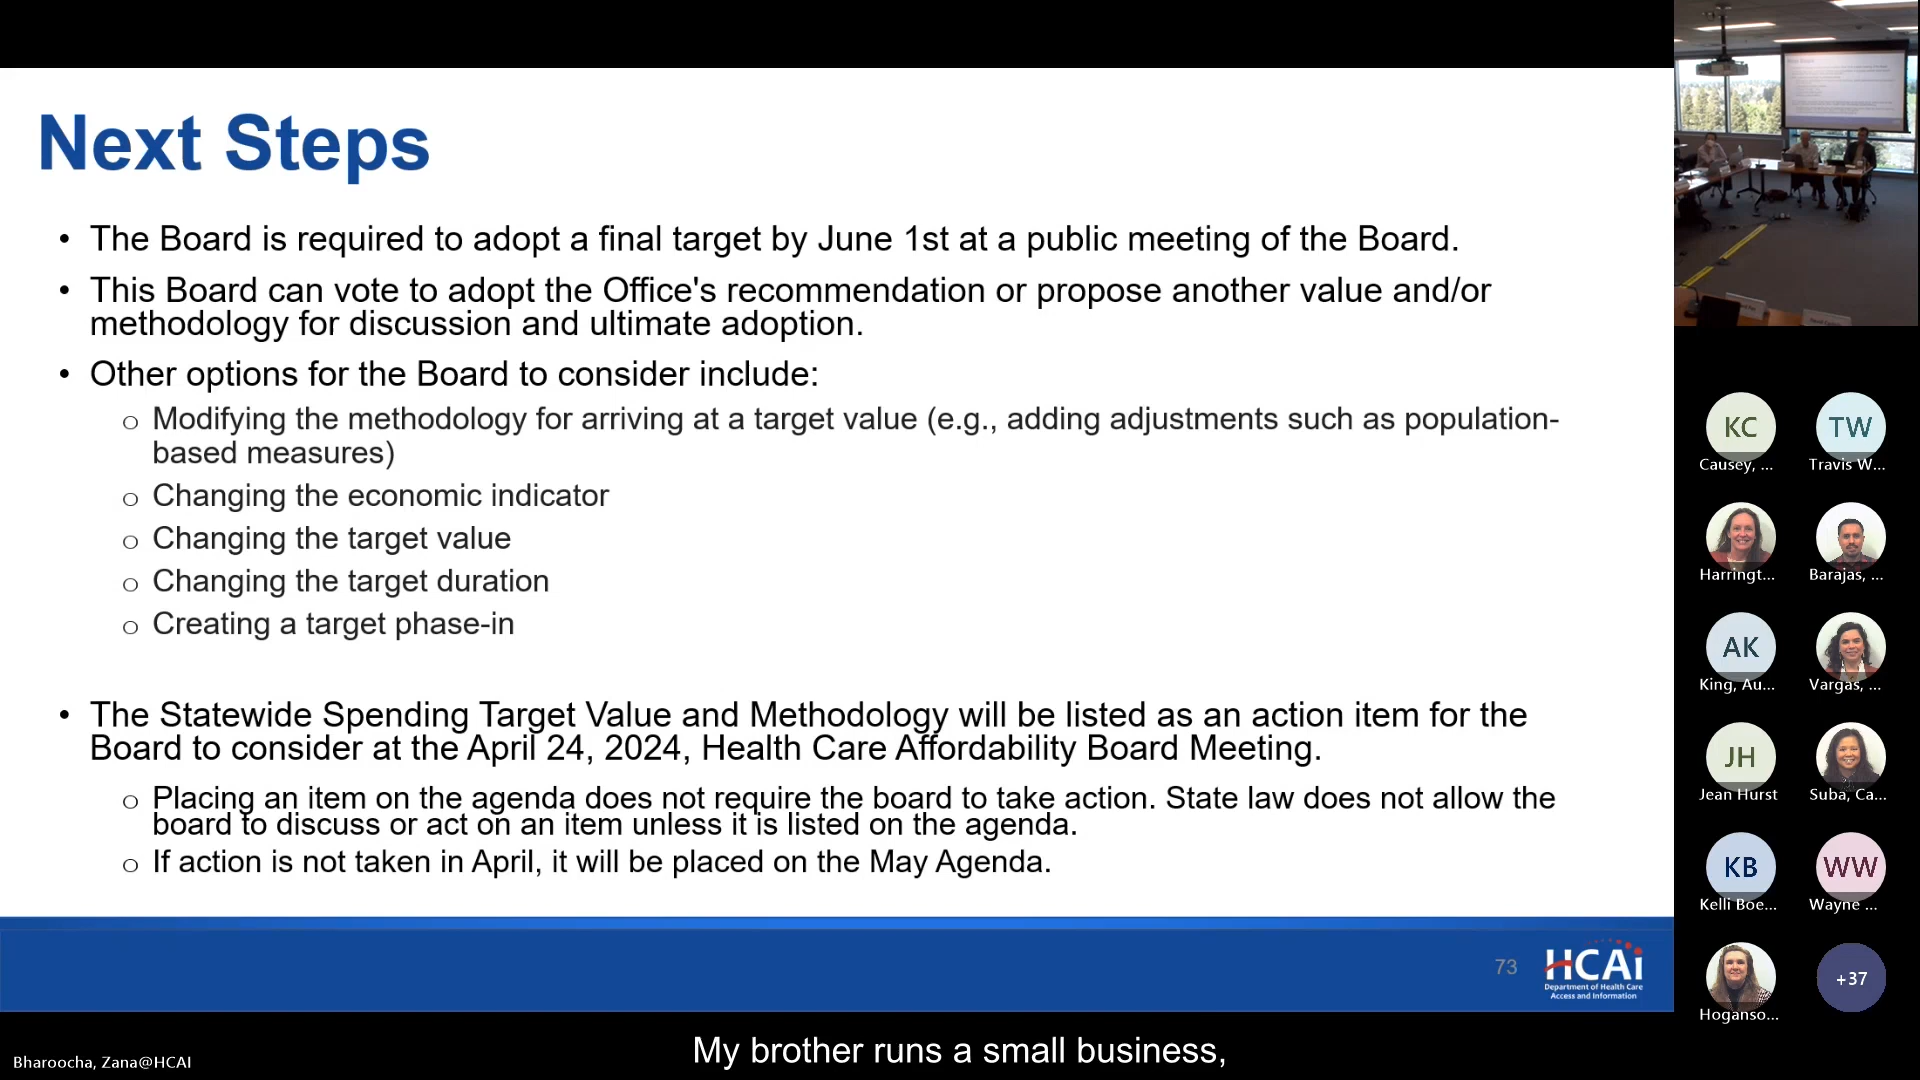 Next Steps
• The Board is required to adopt a final target by June 1st at a public meeting of the Board.
• This Board can vote to adopt the Office's recommendation or propose another value and/or
methodology for discussion and ultimate adoption.
• Other options for the Board to consider include:
o Modifying the methodology for arriving at a target value (e.g., adding adjustments such as population-
based measures)
o Changing the economic indicator
o Changing the target value
o Changing the target duration
o Creating a target phase-in
• The Statewide Spending Target Value and Methodology will be listed as an action item for the
Board to consider at the April 24, 2024, Health Care Affordability Board Meeting.
o Placing an item on the agenda does not require the board to take action. State law does not allow the
board to discuss or act on an item unless it is listed on the agenda.
o If action is not taken in April, it will be placed on the May Agenda.
73
HCAi
Department of Health Care
Access and Information
KC
Causey, ...
TW
Travis W...
Harringt...
Barajas, ...
AK
King, Au...
Vargas, ...
JH
Jean Hurst
Suba, Ca...
KB
Kelli Boe...
WW
Wayne ...
Hoganso...
+37
My brother runs a small business,
Bharoocha, Zana@HCAI